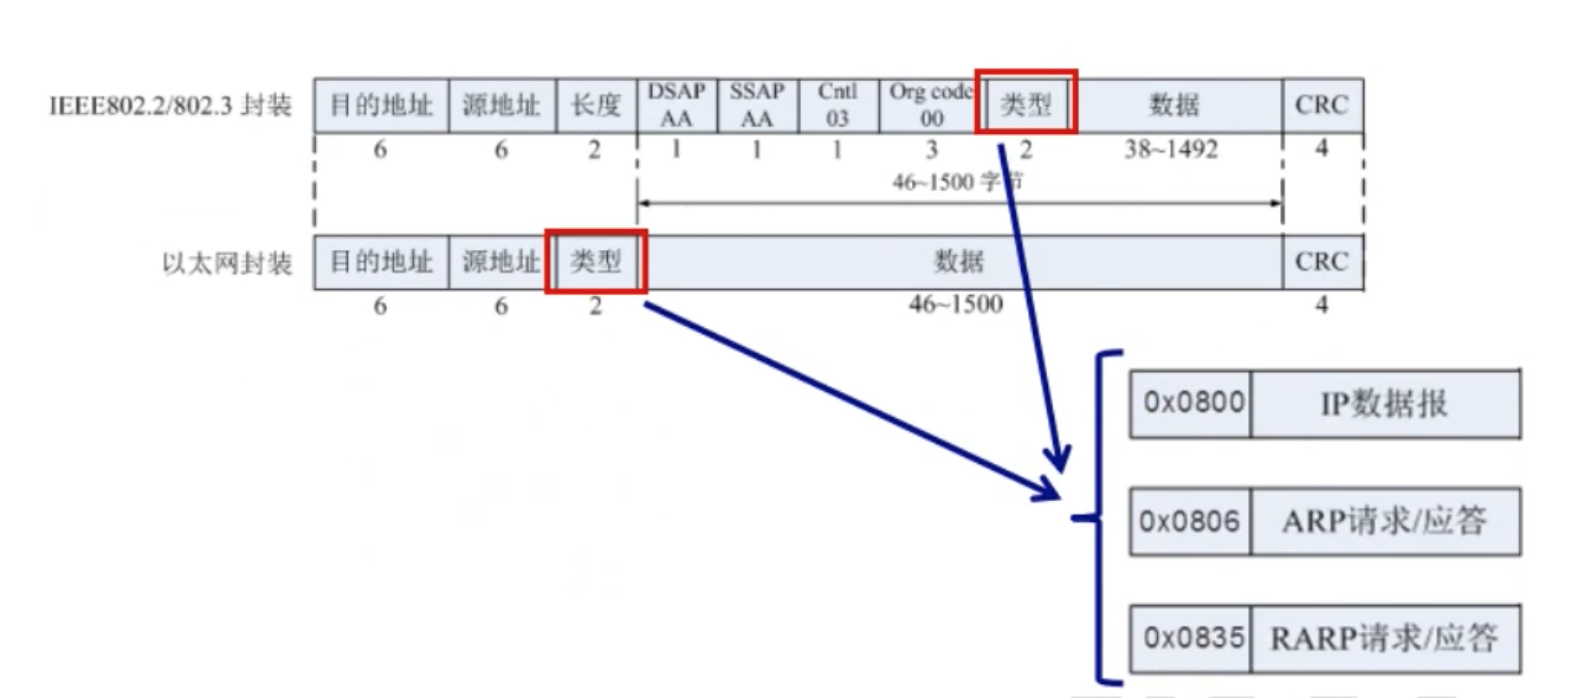 IEEE802.2/802.3 封装 目的地址 源地址 长度 DSAP AA SSAP AA Cntl 03 Org code 00 类型 数据 CRC
6 6 2 1 1 1 3 2 38~1492 4
46~1500 字节
以太网封装 目的地址 源地址 类型 数据 CRC
6 6 2 46~1500 4
0x0800 IP数据报
0x0806 ARP请求/应答
0x0835 RARP请求/应答